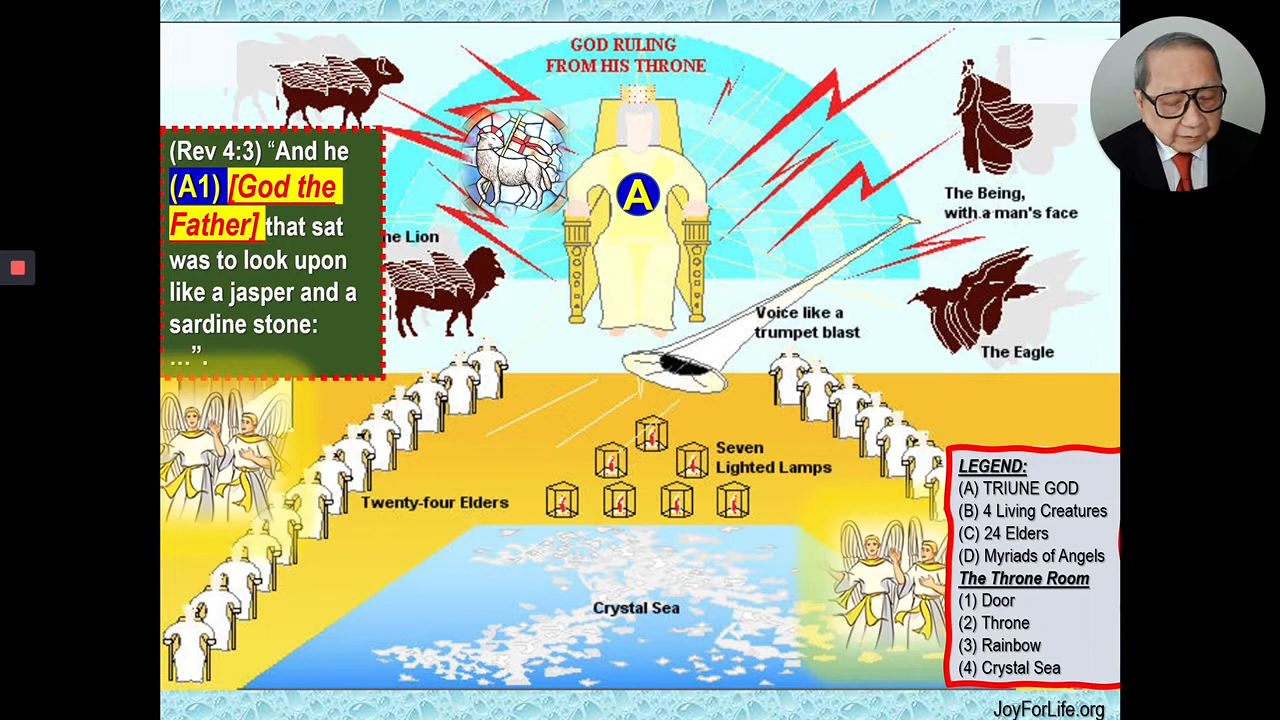 GOD RULING
FROM HIS THRONE
(Rev 4:3) “And he
(A1) [God the
Father] that sat
was to look upon
like a jasper and a
sardine stone:
…”.
A
The Being,
with a man's face
he Lion
Voice like a
trumpet blast
The Eagle
Seven
Lighted Lamps
Twenty-four Elders
Crystal Sea
LEGEND:
(A) TRIUNE GOD
(B) 4 Living Creatures
(C) 24 Elders
(D) Myriads of Angels
The Throne Room
(1) Door
(2) Throne
(3) Rainbow
(4) Crystal Sea
JoyForLife.org